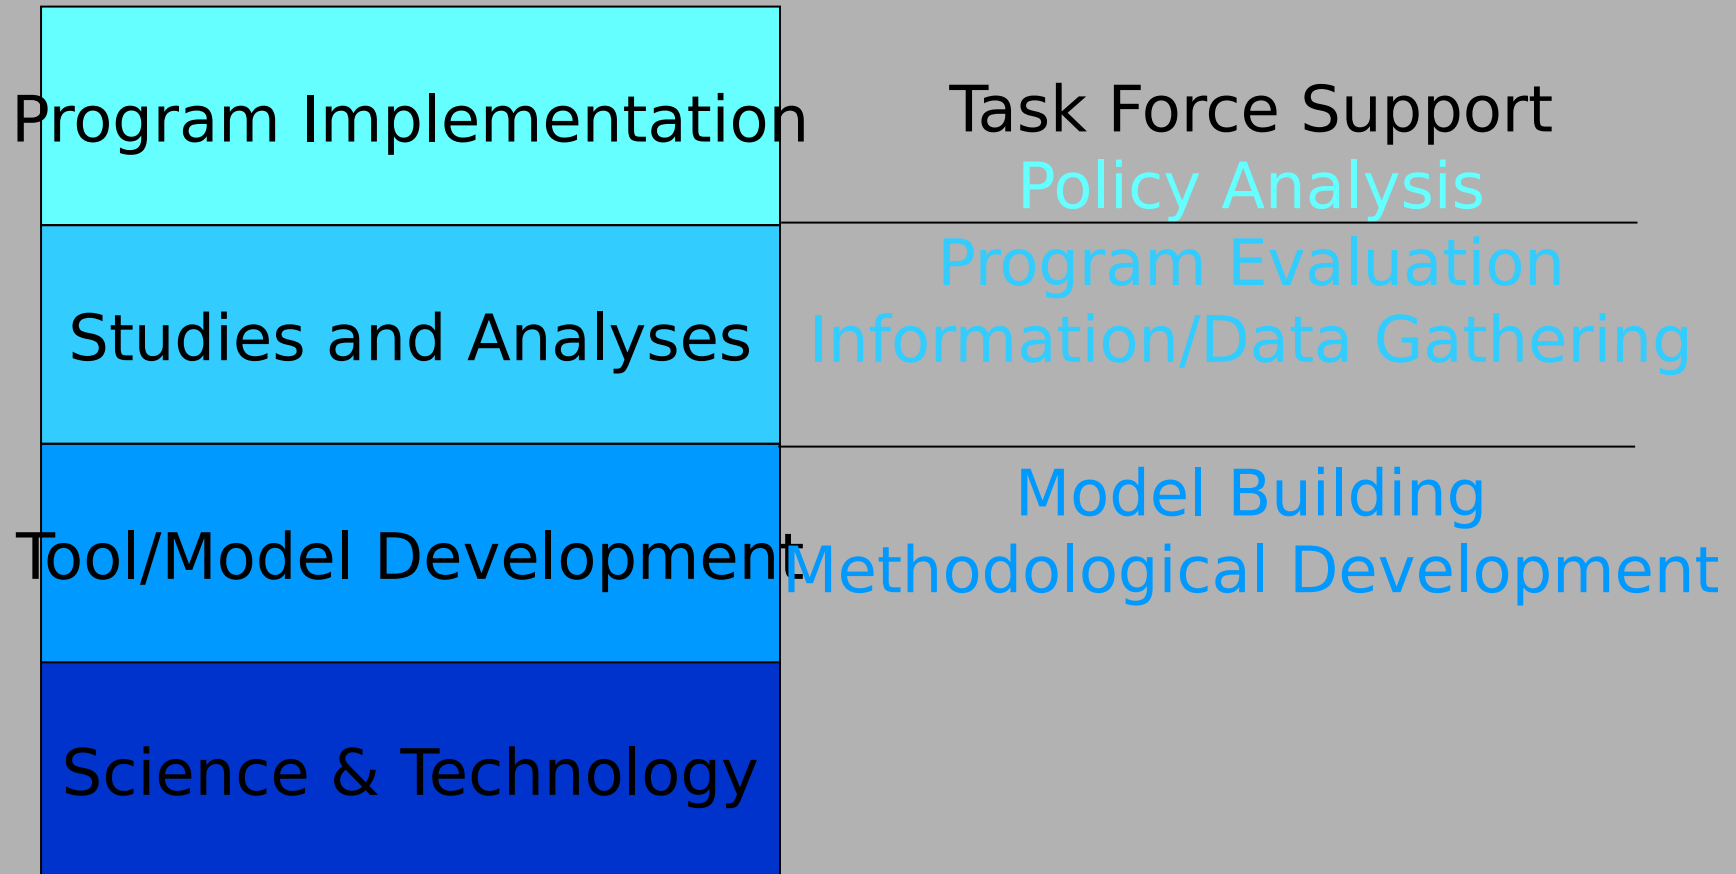 Program Implementation
Task Force Support
Policy Analysis
Studies and Analyses
Program Evaluation
Information/Data Gathering
Tool/Model Development
Model Building
Methodological Development
Science & Technology